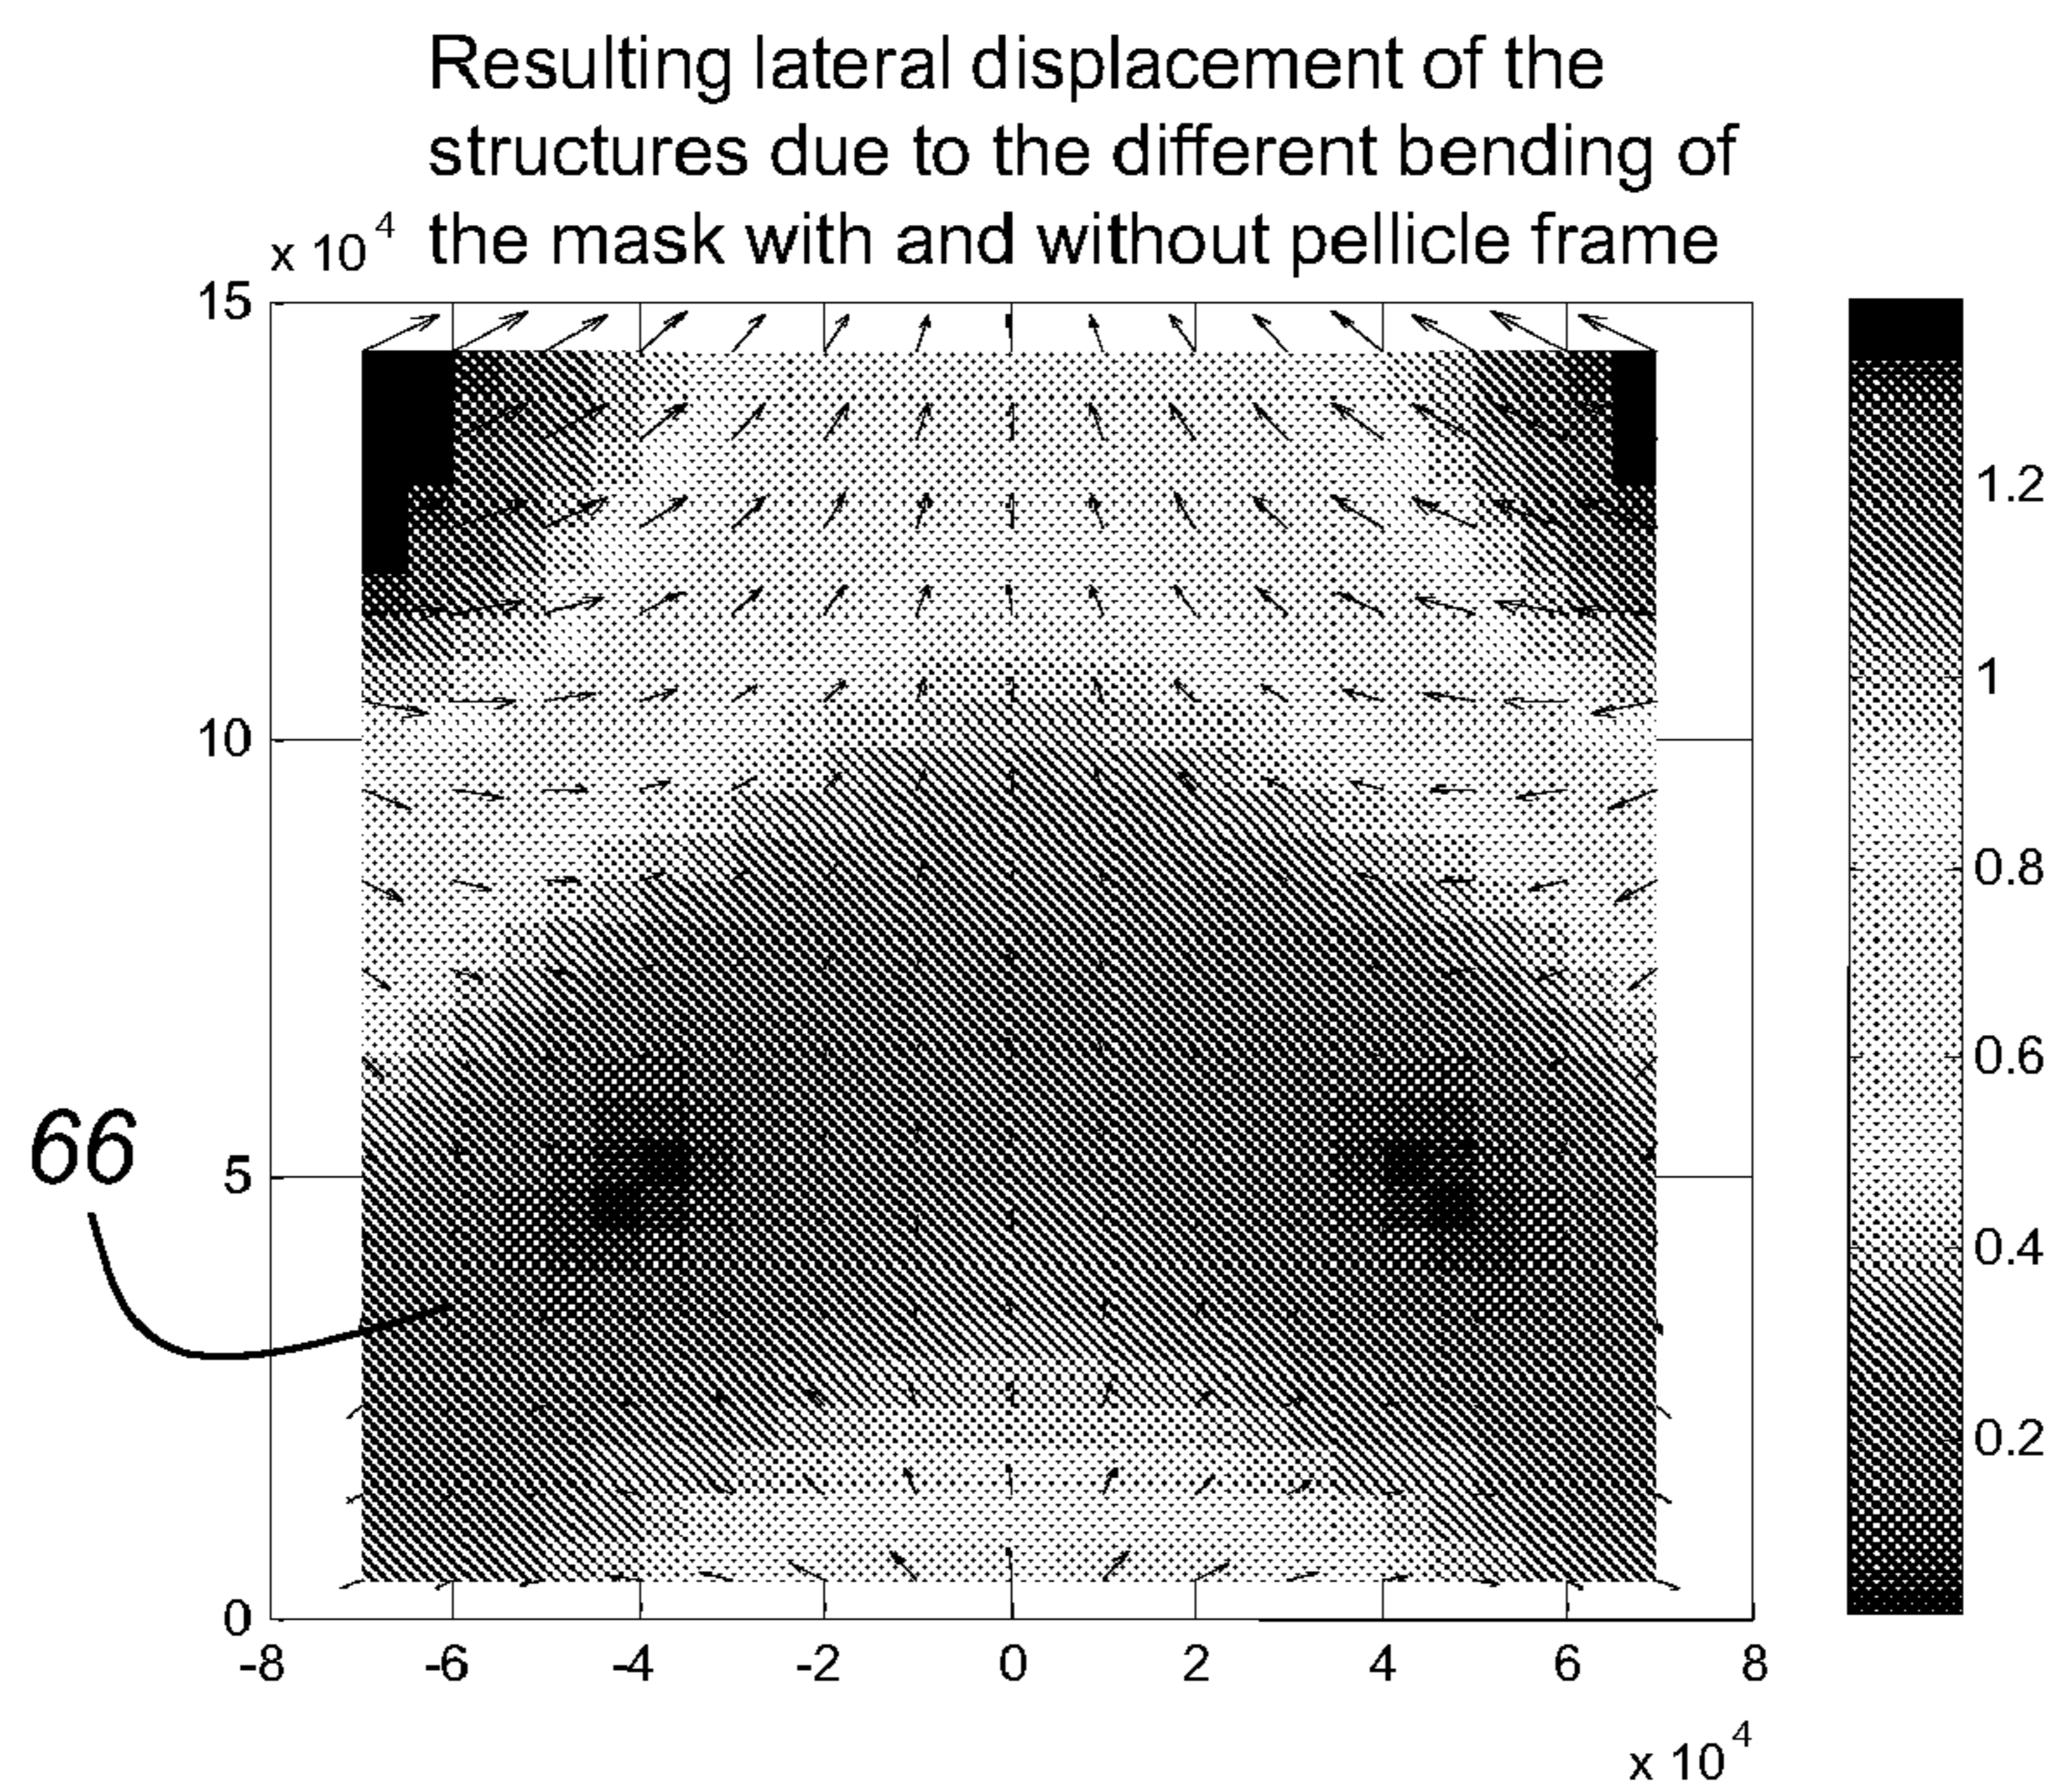 Resulting lateral displacement of the
structures due to the different bending of
the mask with and without pellicle frame
x 10 4
15
10
5
0
-8 -6 -4 -2 0 2 4 6 8
x 10 4
1.2
1
0.8
0.6
0.4
0.2
66